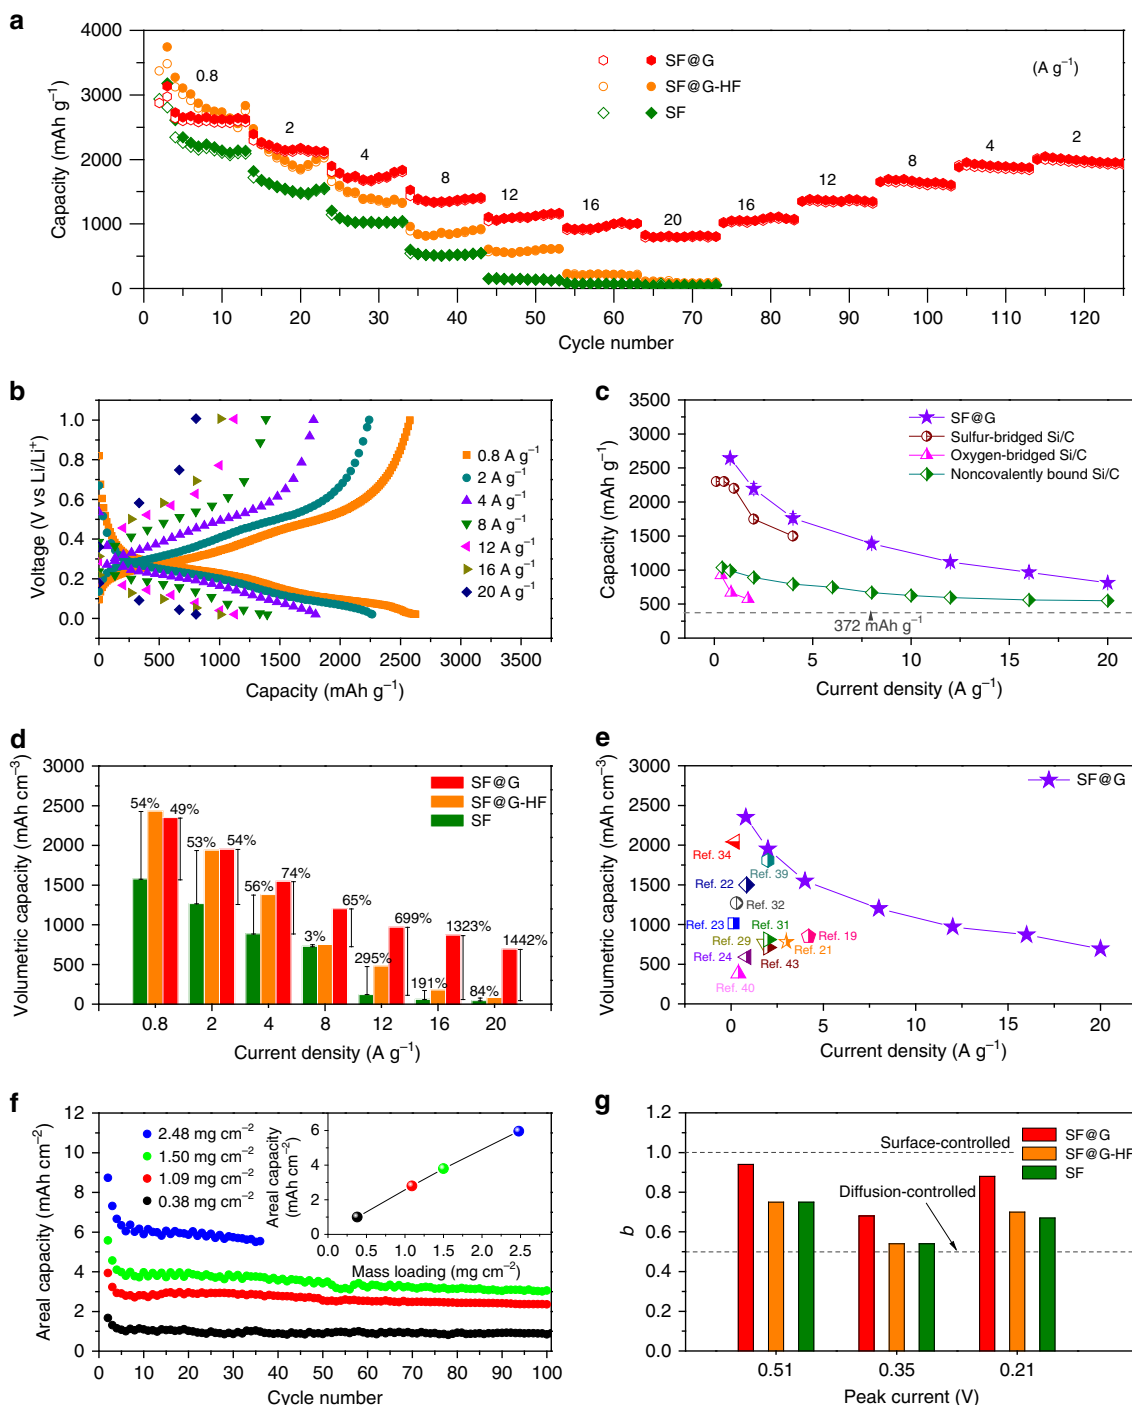 a
4000
3000
2000
1000
0
Capacity (mAh g⁻¹)
0.8
2
4
8
12
16
20
16
12
8
4
2
SF@G
SF@G-HF
SF
(A g⁻¹)
0 10 20 30 40 50 60 70 80 90 100 110 120
Cycle number
b
1.0
0.8
0.6
0.4
0.2
0.0
Voltage (V vs Li/Li⁺)
0.8 A g⁻¹
2 A g⁻¹
4 A g⁻¹
8 A g⁻¹
12 A g⁻¹
16 A g⁻¹
20 A g⁻¹
0 500 1000 1500 2000 2500 3000 3500
Capacity (mAh g⁻¹)
c
3500
3000
2500
2000
1500
1000
500
0
Capacity (mAh g⁻¹)
SF@G
Sulfur-bridged Si/C
Oxygen-bridged Si/C
Noncovalently bound Si/C
372 mAh g⁻¹
0 5 10 15 20
Current density (A g⁻¹)
d
3000
2500
2000
1500
1000
500
0
Volumetric capacity (mAh cm⁻³)
SF@G
SF@G-HF
SF
54%
49%
53%
54%
56%
74%
3%
65%
295%
699%
191%
1323%
84%
1442%
0.8 2 4 8 12 16 20
Current density (A g⁻¹)
e
3000
2500
2000
1500
1000
500
0
Volumetric capacity (mAh cm⁻³)
SF@G
Ref. 34
Ref. 39
Ref. 22
Ref. 32
Ref. 23
Ref. 31
Ref. 19
Ref. 29
Ref. 21
Ref. 24
Ref. 43
Ref. 40
0 5 10 15 20
Current density (A g⁻¹)
f
12
10
8
6
4
2
0
Areal capacity (mAh cm⁻²)
2.48 mg cm⁻²
1.50 mg cm⁻²
1.09 mg cm⁻²
0.38 mg cm⁻²
6
4
2
0
Areal capacity
(mAh cm⁻²)
0.0 0.5 1.0 1.5 2.0 2.5
Mass loading (mg cm⁻²)
0 10 20 30 40 50 60 70 80 90 100
Cycle number
g
1.2
1.0
0.8
0.6
0.4
0.2
0.0
b
Surface-controlled
Diffusion-controlled
SF@G
SF@G-HF
SF
0.51 0.35 0.21
Peak current (V)